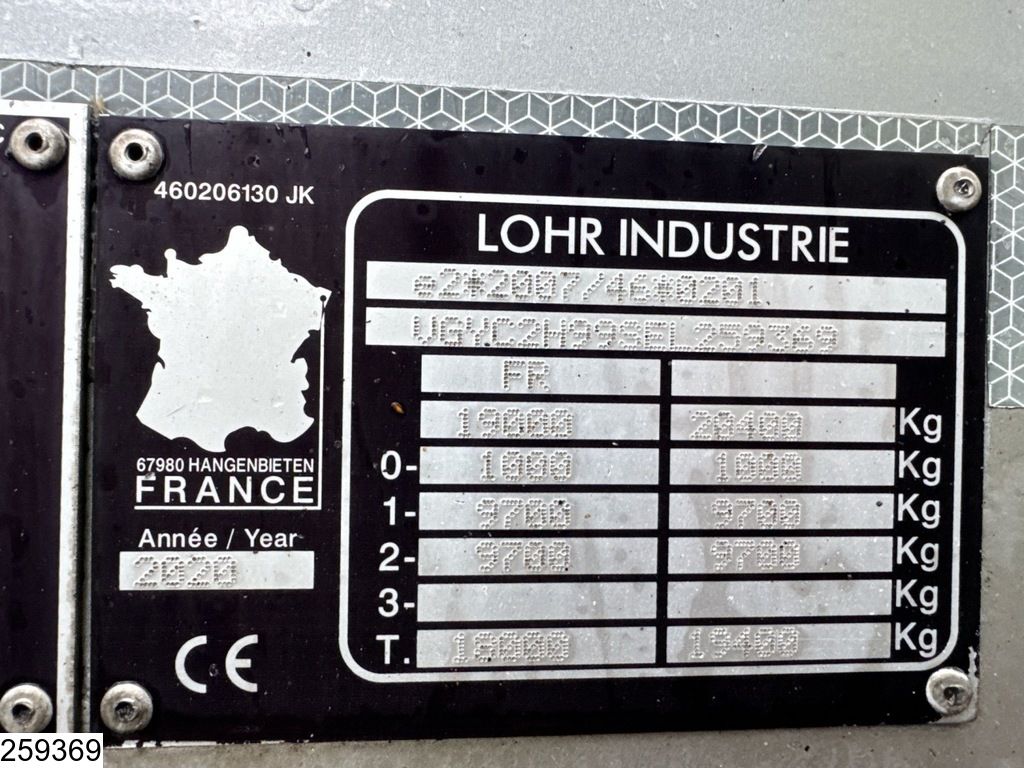 460206130 JK
LOHR INDUSTRIE
e2*2007/46*0201
VGYC2H99SFL259369
FR
19000 20400 Kg
0- 1000 1000 Kg
67980 HANGENBIETEN
FRANCE
1- 9700 9700 Kg
Année / Year
2020
2- 9700 9700 Kg
3- Kg
T. 18000 19400 Kg
CE
259369